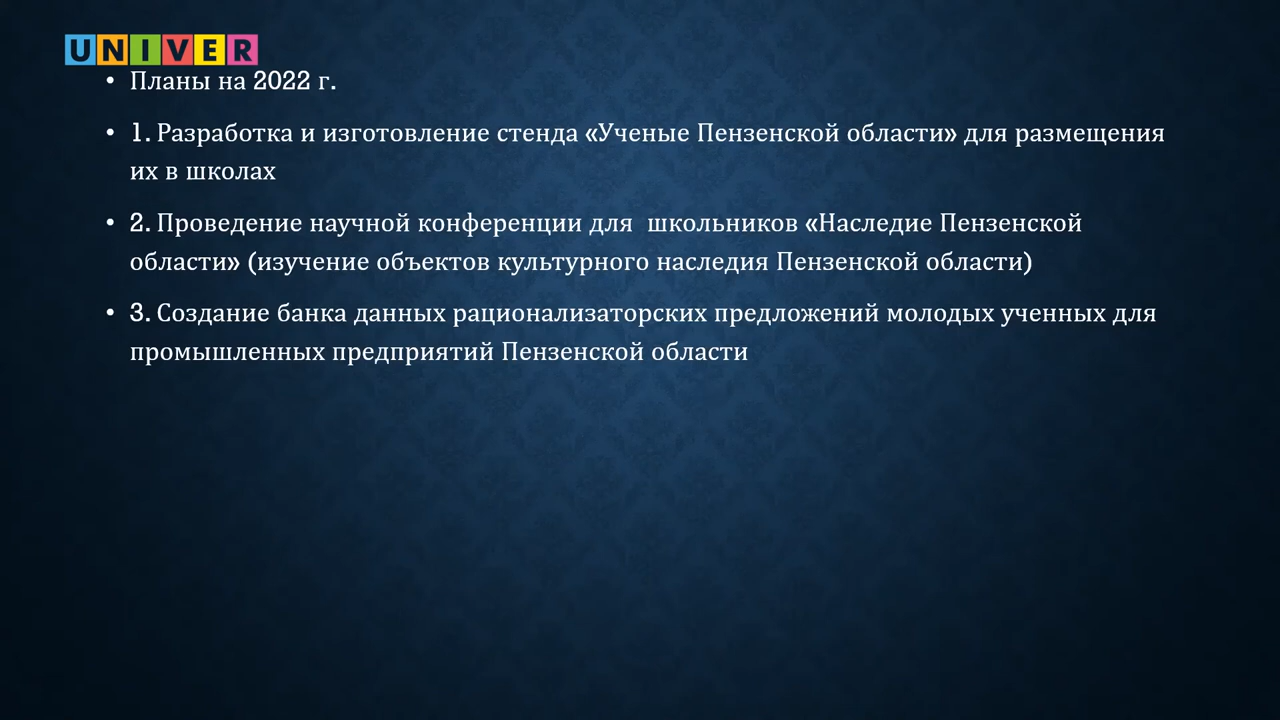 UNIVER
• Планы на 2022 г.
• 1. Разработка и изготовление стенда «Ученые Пензенской области» для размещения
их в школах
• 2. Проведение научной конференции для  школьников «Наследие Пензенской
области» (изучение объектов культурного наследия Пензенской области)
• 3. Создание банка данных рационализаторских предложений молодых ученных для
промышленных предприятий Пензенской области